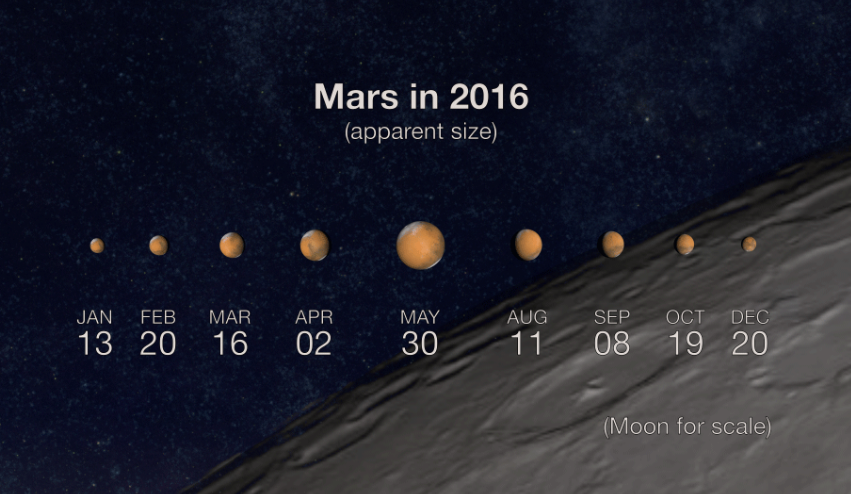 Mars in 2016
(apparent size)
JAN FEB MAR APR MAY AUG SEP OCT DEC
13 20 16 02 30 11 08 19 20
(Moon for scale)